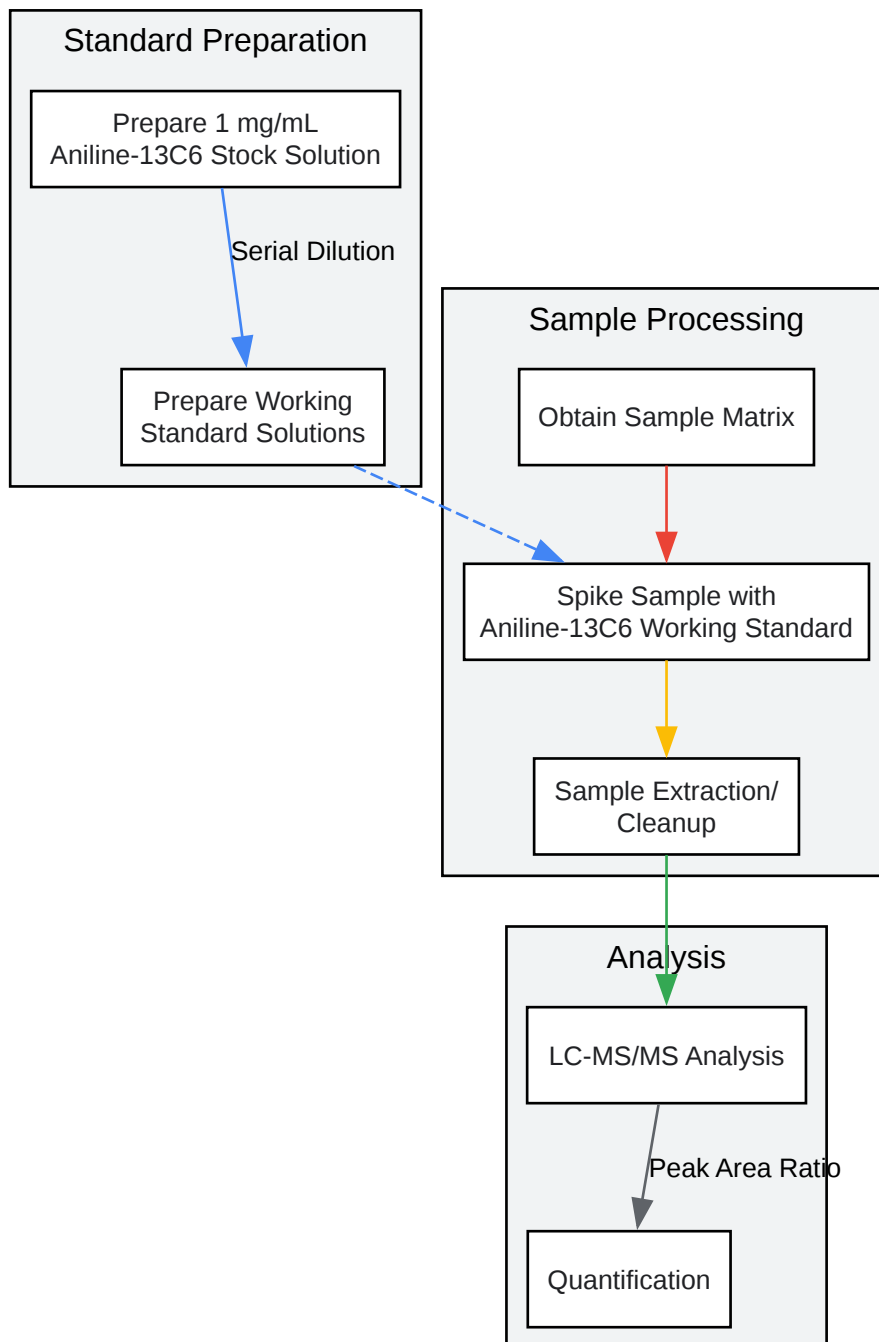 Standard Preparation
Prepare 1 mg/mL
Aniline-13C6 Stock Solution
Serial Dilution
Prepare Working
Standard Solutions
Sample Processing
Obtain Sample Matrix
Spike Sample with
Aniline-13C6 Working Standard
Sample Extraction/
Cleanup
Analysis
LC-MS/MS Analysis
Peak Area Ratio
Quantification